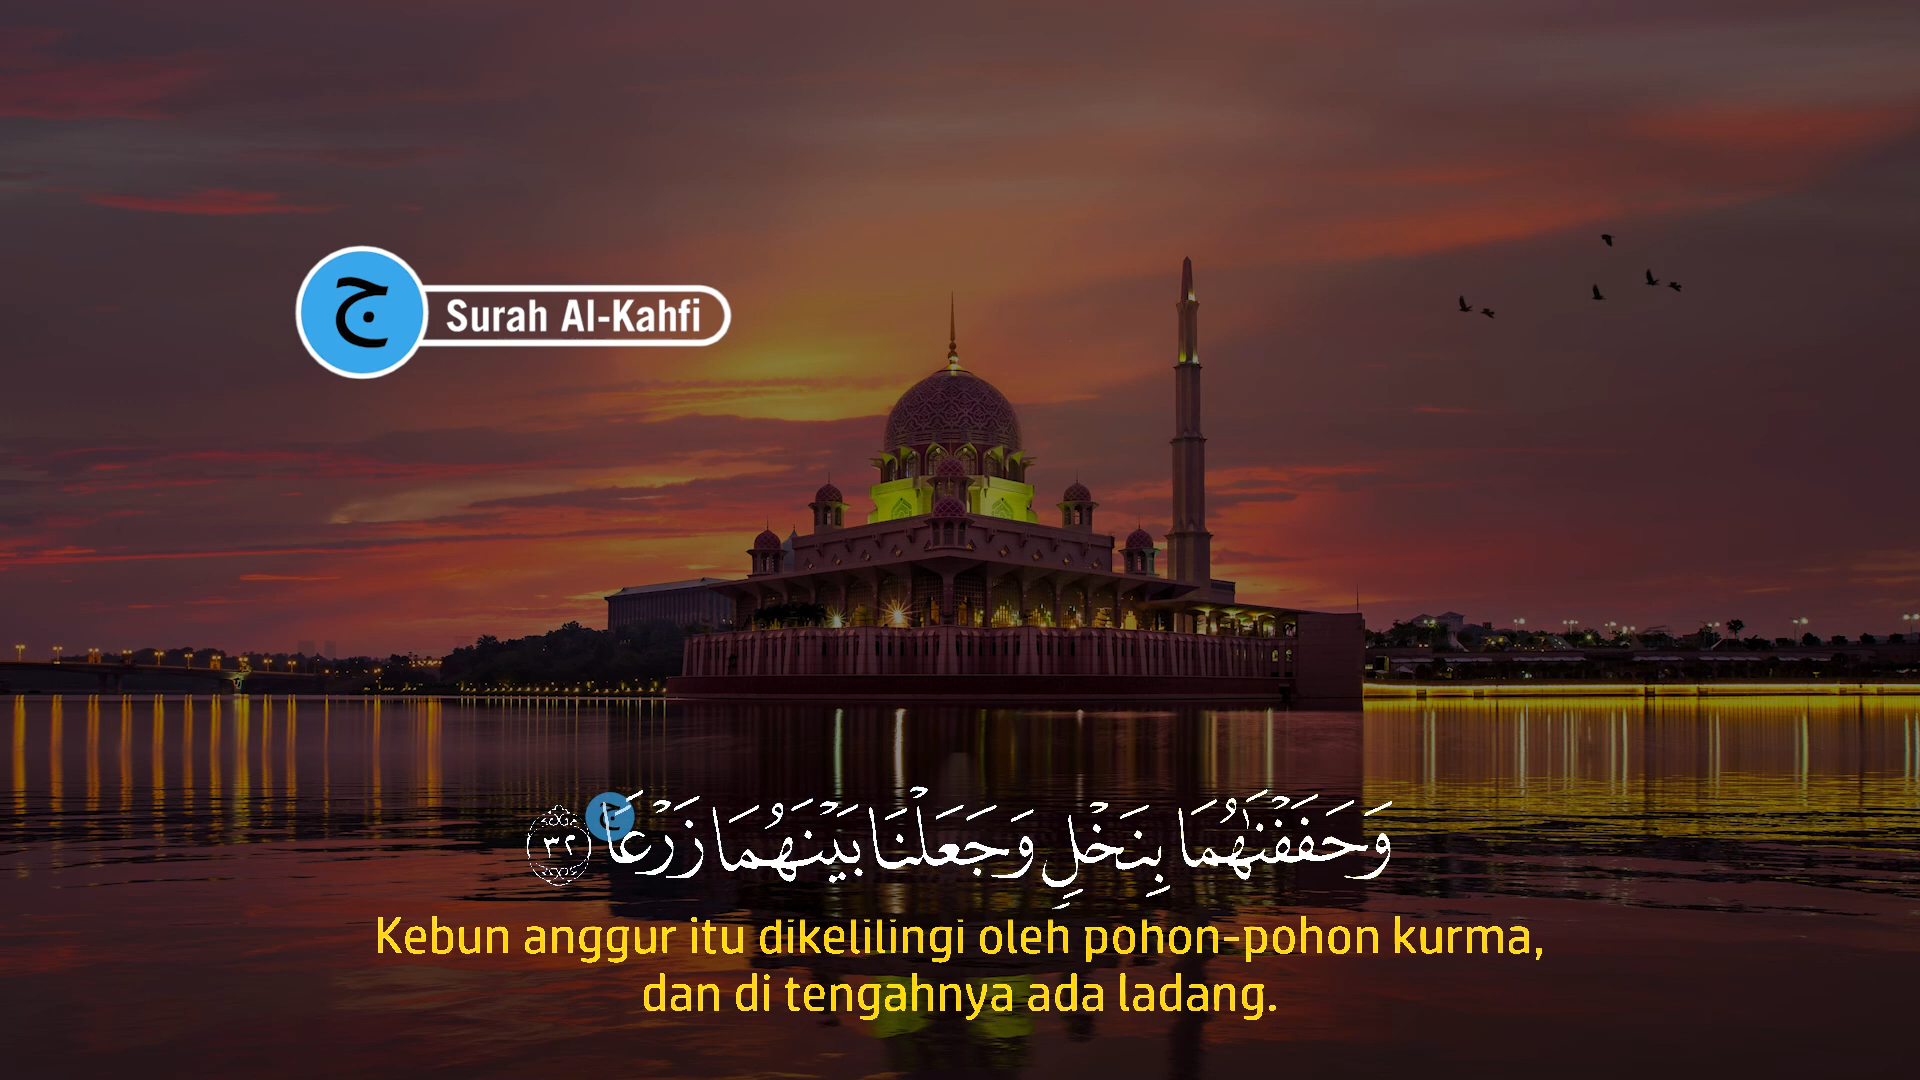 ج
Surah Al-Kahfi
وَحَفَفْنَٰهُمَا بِنَخْلٍ وَجَعَلْنَا بَيْنَهُمَا زَرْعًا ٣٢
ج
Kebun anggur itu dikelilingi oleh pohon-pohon kurma,
dan di tengahnya ada ladang.